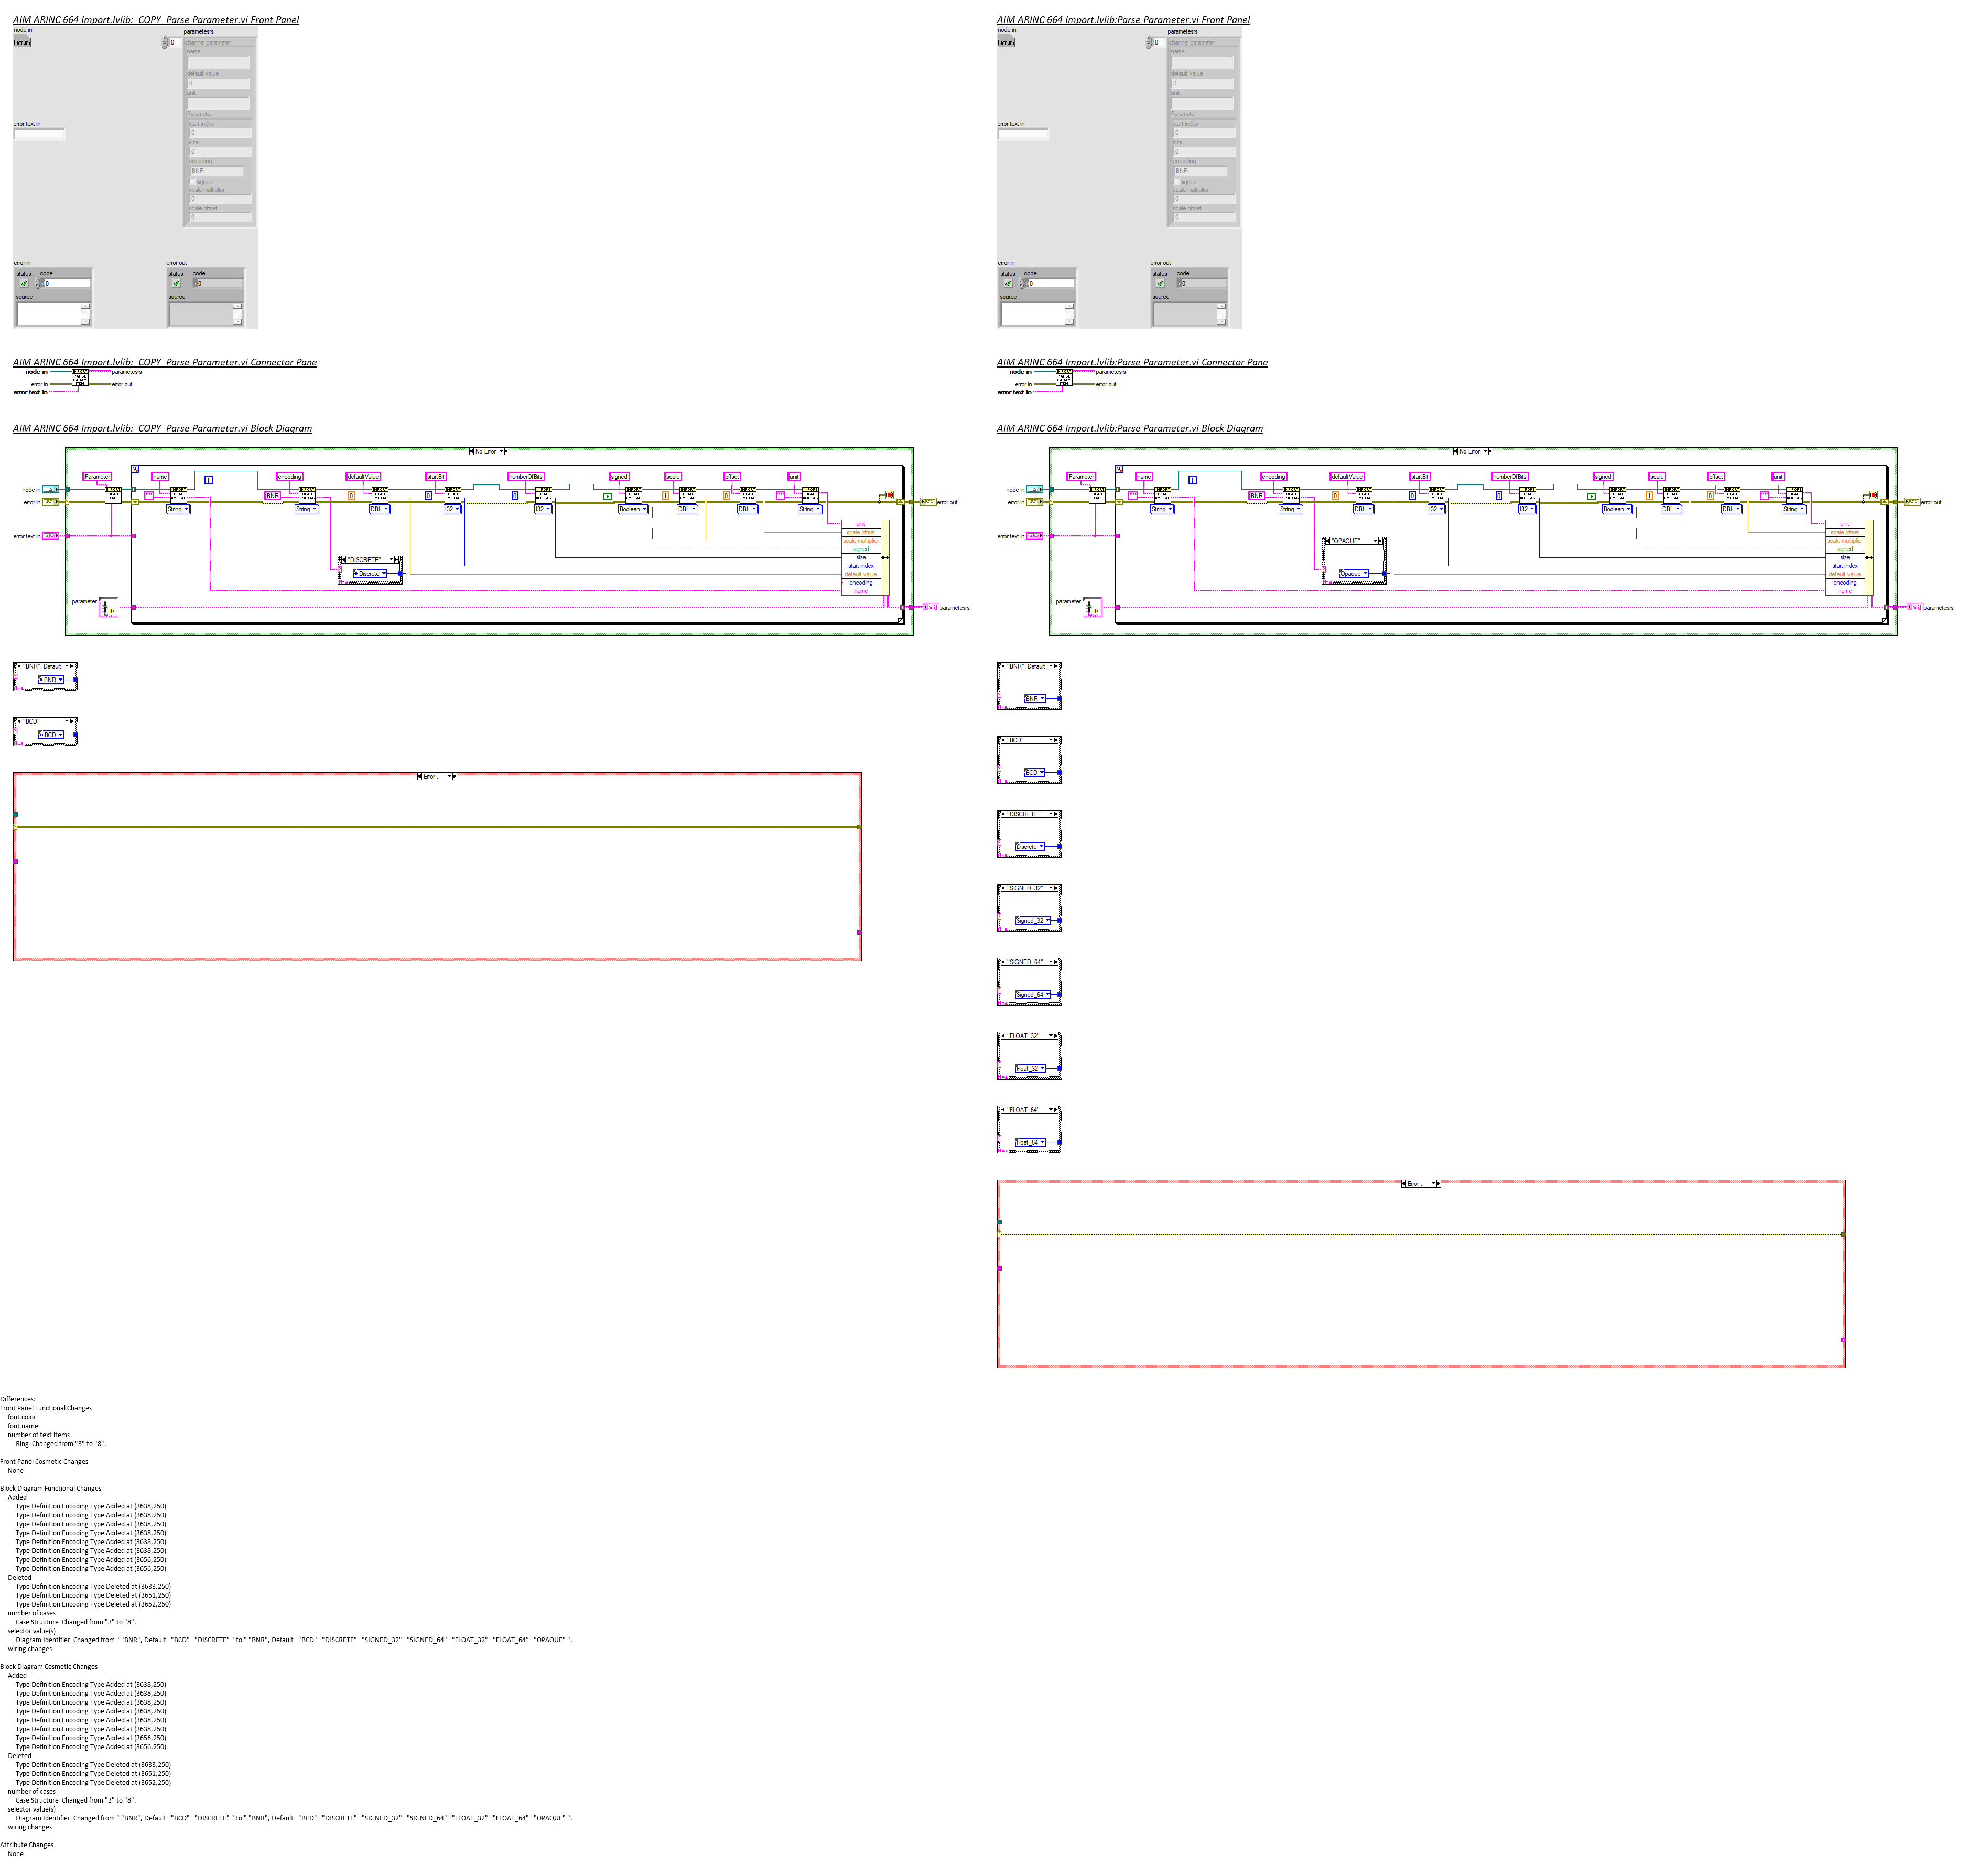 AIM ARINC 664 Import.lvlib:  COPY  Parse Parameter.vi Front Panel
node in
Refnum
parametesrs
0
channel parameter
name
default value
0
unit
Parameter
start index
0
size
0
encoding
BNR
signed
scale multiplier
0
scale offset
0
error text in
error in
status code
0
source
error out
status code
0
source
AIM ARINC 664 Import.lvlib:  COPY  Parse Parameter.vi Connector Pane
node in
error in
error text in
parametesrs
error out
AIM ARINC 664 Import.lvlib:  COPY  Parse Parameter.vi Block Diagram
No Error
Parameter name encoding defaultValue startBit numberOfBits signed scale offset unit
node in
error in
error text in
BNR 0 0 0 F 1 0
String String DBL I32 I32 Boolean DBL DBL String
error out
unit
scale offset
scale multiplier
signed
size
start index
default value
encoding
name
"DISCRETE"
Discrete
parameter
parametesrs
"BNR", Default
BNR
"BCD"
BCD
Error
AIM ARINC 664 Import.lvlib:Parse Parameter.vi Front Panel
node in
Refnum
parametesrs
0
channel parameter
name
default value
0
unit
Parameter
start index
0
size
0
encoding
BNR
signed
scale multiplier
0
scale offset
0
error text in
error in
status code
0
source
error out
status code
0
source
AIM ARINC 664 Import.lvlib:Parse Parameter.vi Connector Pane
node in
error in
error text in
parametesrs
error out
AIM ARINC 664 Import.lvlib:Parse Parameter.vi Block Diagram
No Error
Parameter name encoding defaultValue startBit numberOfBits signed scale offset unit
node in
error in
error text in
BNR 0 0 0 F 1 0
String String DBL I32 I32 Boolean DBL DBL String
error out
unit
scale offset
scale multiplier
signed
size
start index
default value
encoding
name
"OPAQUE"
Opaque
parameter
parametesrs
"BNR", Default
BNR
"BCD"
BCD
"DISCRETE"
Discrete
"SIGNED_32"
Signed_32
"SIGNED_64"
Signed_64
"FLOAT_32"
Float_32
"FLOAT_64"
Float_64
Error
Differences:
Front Panel Functional Changes
font color
font name
number of text items
Ring  Changed from "3" to "8".
Front Panel Cosmetic Changes
None
Block Diagram Functional Changes
Added
Type Definition Encoding Type Added at (3638,250)
Type Definition Encoding Type Added at (3638,250)
Type Definition Encoding Type Added at (3638,250)
Type Definition Encoding Type Added at (3638,250)
Type Definition Encoding Type Added at (3638,250)
Type Definition Encoding Type Added at (3638,250)
Type Definition Encoding Type Added at (3656,250)
Type Definition Encoding Type Added at (3656,250)
Deleted
Type Definition Encoding Type Deleted at (3633,250)
Type Definition Encoding Type Deleted at (3651,250)
Type Definition Encoding Type Deleted at (3652,250)
number of cases
Case Structure  Changed from "3" to "8".
selector value(s)
Diagram Identifier  Changed from " "BNR", Default   "BCD"   "DISCRETE" " to " "BNR", Default   "BCD"   "DISCRETE"   "SIGNED_32"   "SIGNED_64"   "FLOAT_32"   "FLOAT_64"   "OPAQUE" ".
wiring changes
Block Diagram Cosmetic Changes
Added
Type Definition Encoding Type Added at (3638,250)
Type Definition Encoding Type Added at (3638,250)
Type Definition Encoding Type Added at (3638,250)
Type Definition Encoding Type Added at (3638,250)
Type Definition Encoding Type Added at (3638,250)
Type Definition Encoding Type Added at (3638,250)
Type Definition Encoding Type Added at (3656,250)
Type Definition Encoding Type Added at (3656,250)
Deleted
Type Definition Encoding Type Deleted at (3633,250)
Type Definition Encoding Type Deleted at (3651,250)
Type Definition Encoding Type Deleted at (3652,250)
number of cases
Case Structure  Changed from "3" to "8".
selector value(s)
Diagram Identifier  Changed from " "BNR", Default   "BCD"   "DISCRETE" " to " "BNR", Default   "BCD"   "DISCRETE"   "SIGNED_32"   "SIGNED_64"   "FLOAT_32"   "FLOAT_64"   "OPAQUE" ".
wiring changes
Attribute Changes
None